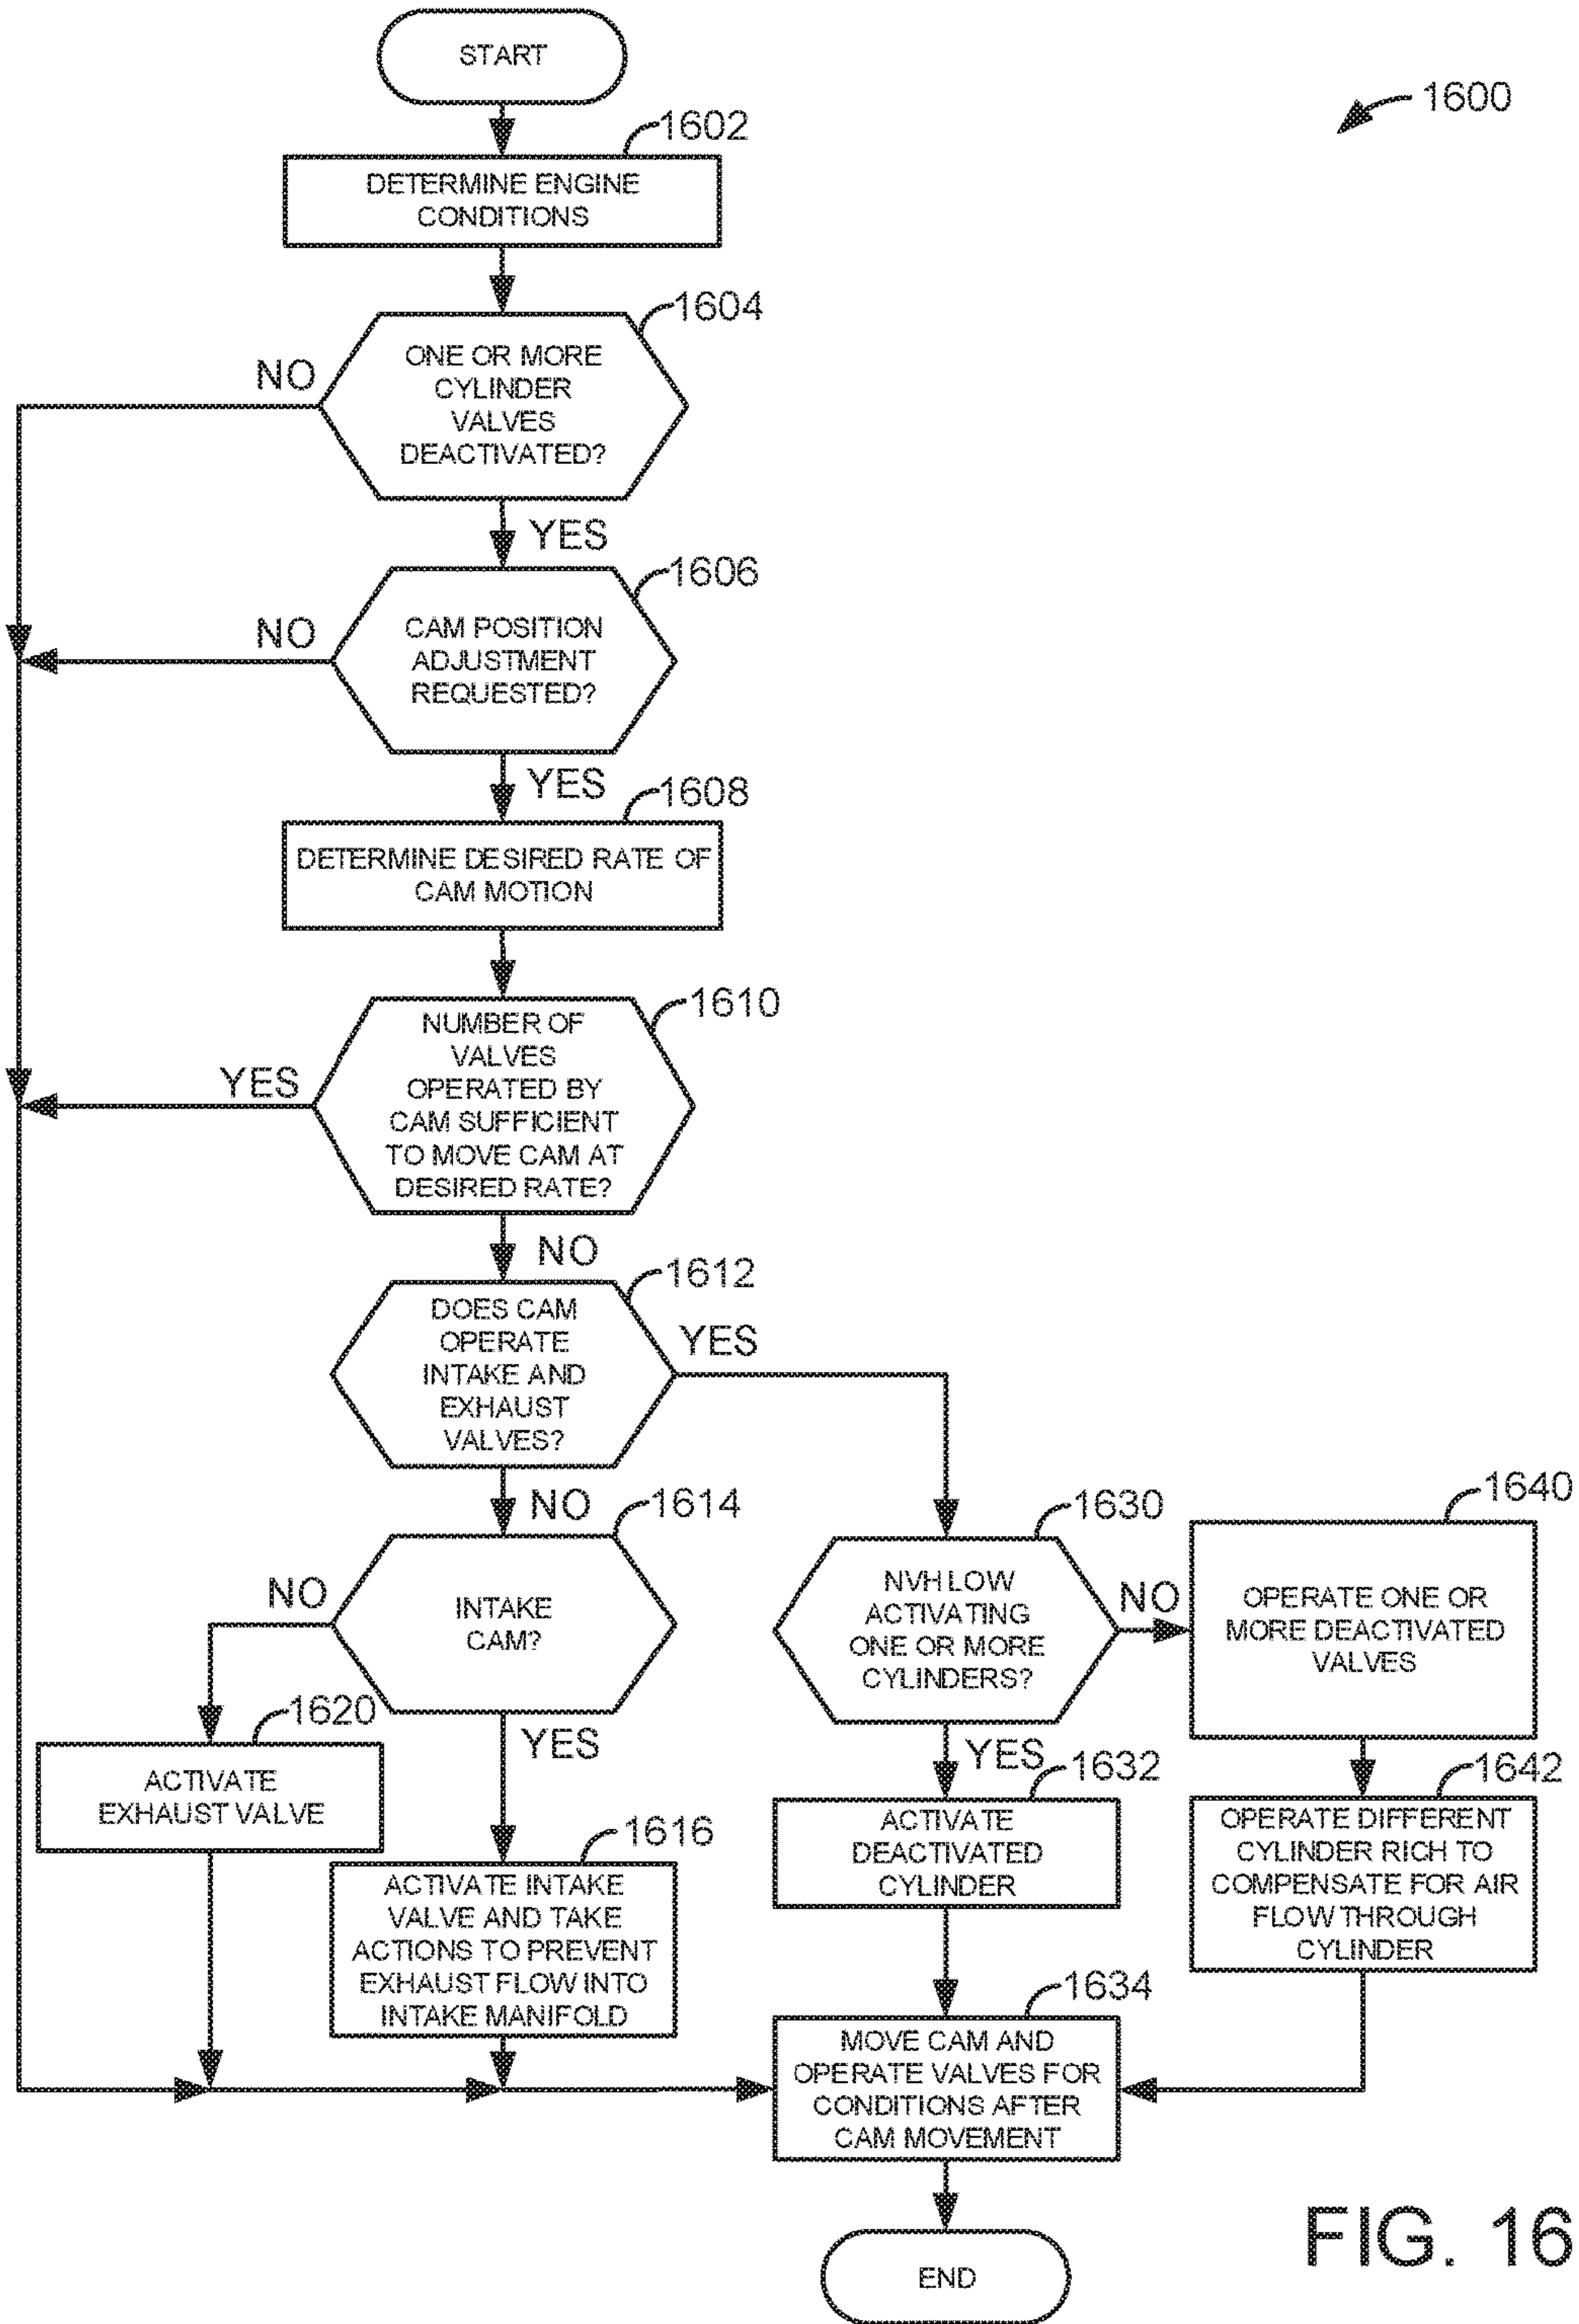 START
1600
1602
DETERMINE ENGINE
CONDITIONS
1604
ONE OR MORE
CYLINDER
VALVES
DEACTIVATED?
NO
YES
1606
CAM POSITION
ADJUSTMENT
REQUESTED?
NO
YES
1608
DETERMINE DESIRED RATE OF
CAM MOTION
1610
NUMBER OF
VALVES
OPERATED BY
CAM SUFFICIENT
TO MOVE CAM AT
DESIRED RATE?
YES
NO
1612
DOES CAM
OPERATE
INTAKE AND
EXHAUST
VALVES?
YES
NO
1614
INTAKE
CAM?
NO
YES
1620
ACTIVATE
EXHAUST VALVE
1616
ACTIVATE INTAKE
VALVE AND TAKE
ACTIONS TO PREVENT
EXHAUST FLOW INTO
INTAKE MANIFOLD
1630
NVH LOW
ACTIVATING
ONE OR MORE
CYLINDERS?
NO
YES
1640
OPERATE ONE OR
MORE DEACTIVATED
VALVES
1632
ACTIVATE
DEACTIVATED
CYLINDER
1642
OPERATE DIFFERENT
CYLINDER RICH TO
COMPENSATE FOR AIR
FLOW THROUGH
CYLINDER
1634
MOVE CAM AND
OPERATE VALVES FOR
CONDITIONS AFTER
CAM MOVEMENT
END
FIG. 16